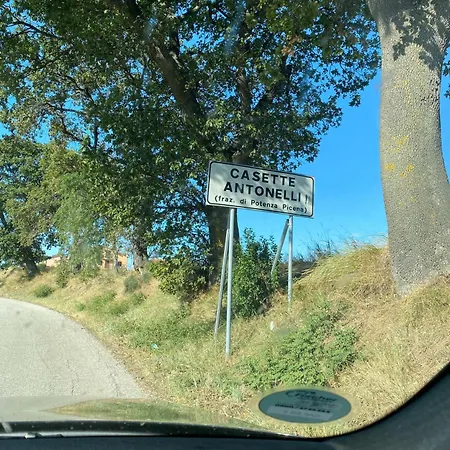 CASETTE
ANTONELLI
(fraz. di Potenza Picena)